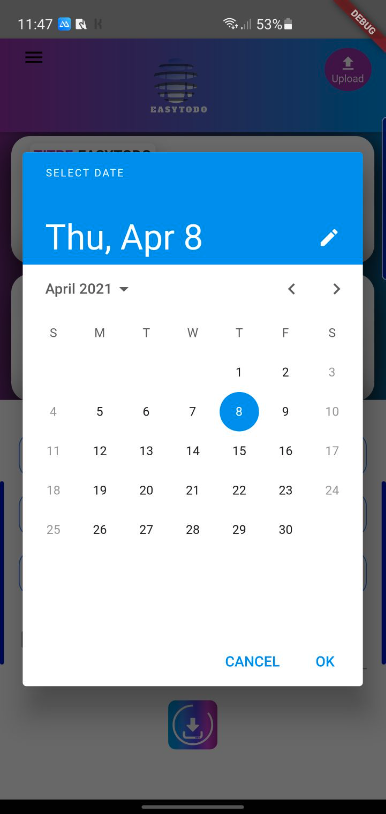 11:47 53%
DEBUG
Upload
EASYTODO
TITRE EASYTODO
SELECT DATE
Thu, Apr 8
April 2021
S M T W T F S
1 2 3
4 5 6 7 8 9 10
11 12 13 14 15 16 17
18 19 20 21 22 23 24
25 26 27 28 29 30
CANCEL OK